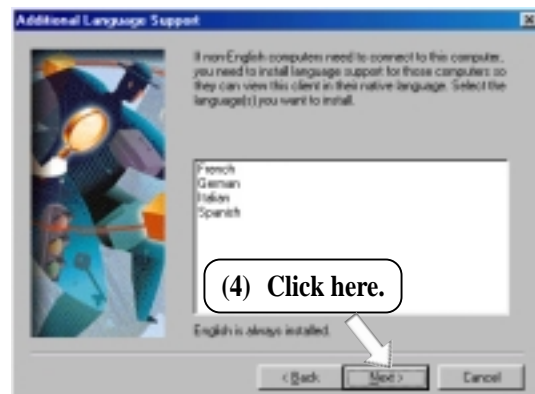 Additional Language Support
If non-English computers need to connect to this computer,
you need to install language support for those computers so
they can view this client in their native language. Select the
language(s) you want to install.
French
German
Italian
Spanish
(4) Click here.
English is always installed.
< Back
Next >
Cancel